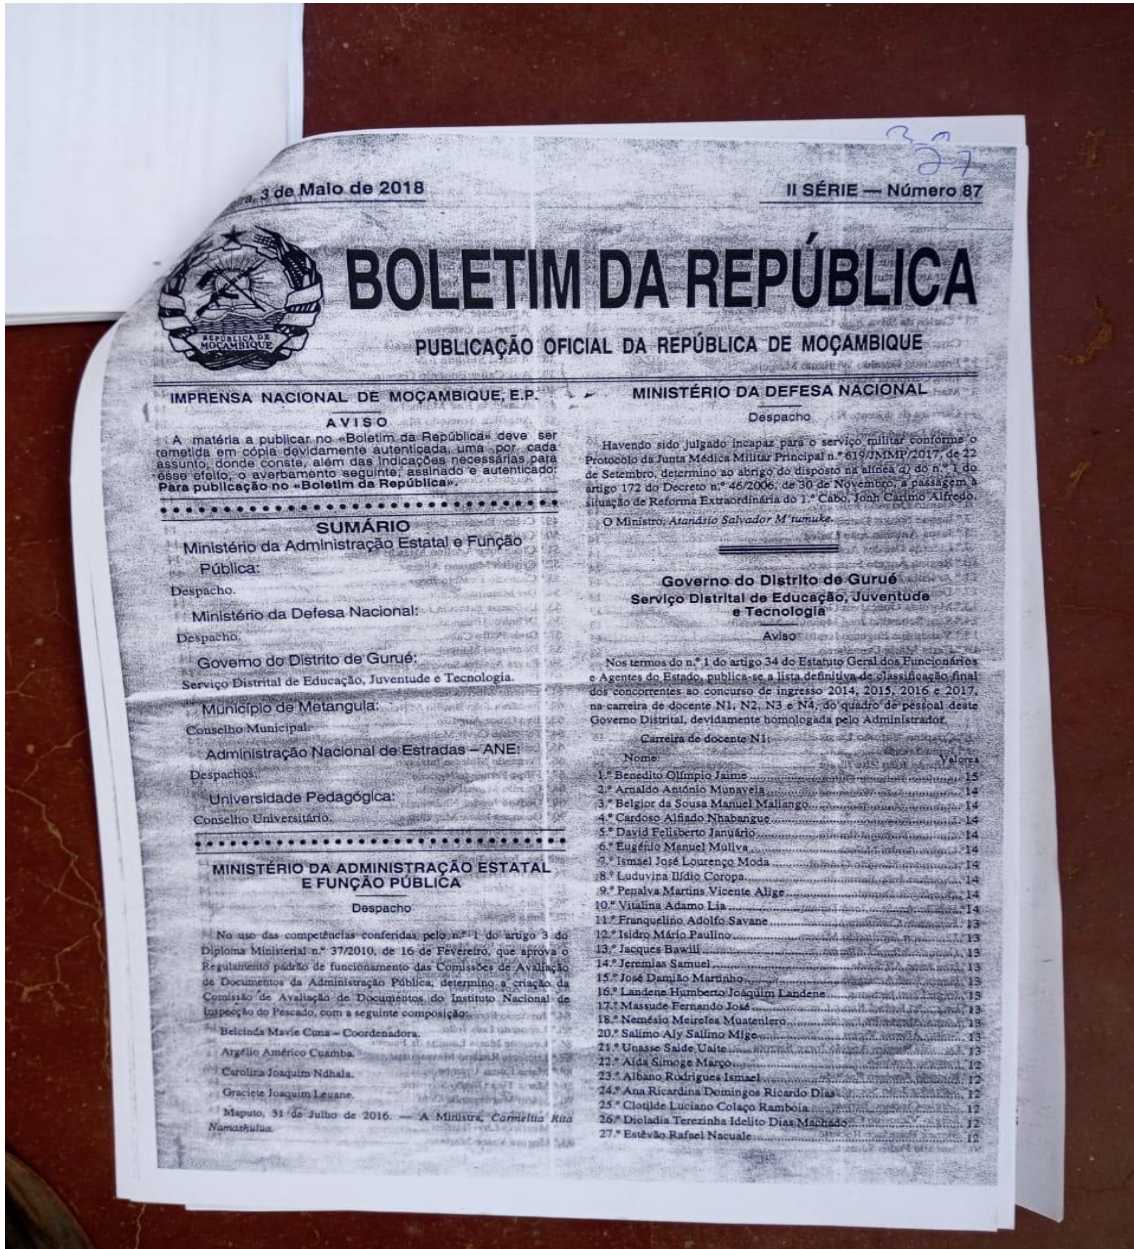 3 de Maio de 2018
II SÉRIE — Número 87
BOLETIM DA REPÚBLICA
PUBLICAÇÃO OFICIAL DA REPÚBLICA DE MOÇAMBIQUE
REPÚBLICA DE
MOÇAMBIQUE
IMPRENSA NACIONAL DE MOÇAMBIQUE, E.P.
AVISO
A matéria a publicar no «Boletim da República» deve ser
remetida em cópia devidamente autenticada, uma por cada
assunto, donde conste, além das indicações necessárias para
esse efeito, o averbamento seguinte, assinado e autenticado:
Para publicação no «Boletim da República».
SUMÁRIO
Ministério da Administração Estatal e Função
Pública:
Despacho.
Ministério da Defesa Nacional:
Despacho.
Governo do Distrito de Gurué:
Serviço Distrital de Educação, Juventude e Tecnologia.
Município de Metangula:
Conselho Municipal.
Administração Nacional de Estradas – ANE:
Despachos.
Universidade Pedagógica:
Conselho Universitário.
MINISTÉRIO DA ADMINISTRAÇÃO ESTATAL
E FUNÇÃO PÚBLICA
Despacho
No uso das competências conferidas pelo n.º 1 do artigo 3 do
Diploma Ministerial n.º 37/2010, de 16 de Fevereiro, que aprova o
Regulamento padrão de funcionamento das Comissões de Avaliação
de Documentos da Administração Pública, determino a criação da
Comissão de Avaliação de Documentos do Instituto Nacional de
Inspecção do Pescado, com a seguinte composição:
Belcinda Mavie Cuna – Coordenadora.
Argélio Américo Cuamba.
Carolina Joaquim Ndhala.
Graciete Joaquim Leuane.
Maputo, 31 de Julho de 2016. — A Ministra, Carmelita Rita
Namashulua.
MINISTÉRIO DA DEFESA NACIONAL
Despacho
Havendo sido julgado incapaz para o serviço militar conforme o
Protocolo da Junta Médica Militar Principal n.º 619/JMMP/2017, de 22
de Setembro, determino ao abrigo do disposto na alínea a) do n.º 1 do
artigo 172 do Decreto n.º 46/2006, de 30 de Novembro, a passagem à
situação de Reforma Extraordinária do 1.º Cabo, Jonh Carimo Alfredo.
O Ministro, Atanásio Salvador M'tumuke.
Governo do Distrito de Gurué
Serviço Distrital de Educação, Juventude
e Tecnologia
Aviso
Nos termos do n.º 1 do artigo 34 do Estatuto Geral dos Funcionários
e Agentes do Estado, publica-se a lista definitiva de classificação final
dos concorrentes ao concurso de ingresso 2014, 2015, 2016 e 2017,
na carreira de docente N1, N2, N3 e N4, do quadro de pessoal deste
Governo Distrital, devidamente homologada pelo Administrador.
Carreira de docente N1:
Nome: Valores
1.º Benedito Olímpio Jaime 15
2.º Arnaldo António Munaveia 14
3.º Belgior da Sousa Manuel Maliango 14
4.º Cardoso Alfiado Nhabangue 14
5.º David Felisberto Januário 14
6.º Eugénio Manuel Muliva 14
7.º Ismael José Lourenço Moda 14
8.º Luduvina Ilídio Coropa 14
9.º Penalva Martins Vicente Alige 14
10.º Vitalina Adamo Lia 14
11.º Franquelino Adolfo Savane 13
12.º Isidro Mário Paulino 13
13.º Jacques Bawili 13
14.º Jeremias Samuel 13
15.º José Damião Martinho 13
16.º Landene Humberto Joaquim Landene 13
17.º Massude Fernando José 13
18.º Nemésio Meireles Muatenlero 13
20.º Salimo Aly Salimo Mige 13
21.º Unasse Saide Uaite 13
22.º Alda Simoge Março 12
23.º Albano Rodrigues Ismael 12
24.º Ana Ricardina Domingos Ricardo Dias 12
25.º Clotilde Luciano Colaço Ramboia 12
26.º Dioladia Terezinha Idelito Dias Machado 12
27.º Estêvão Rafael Nacuale 12